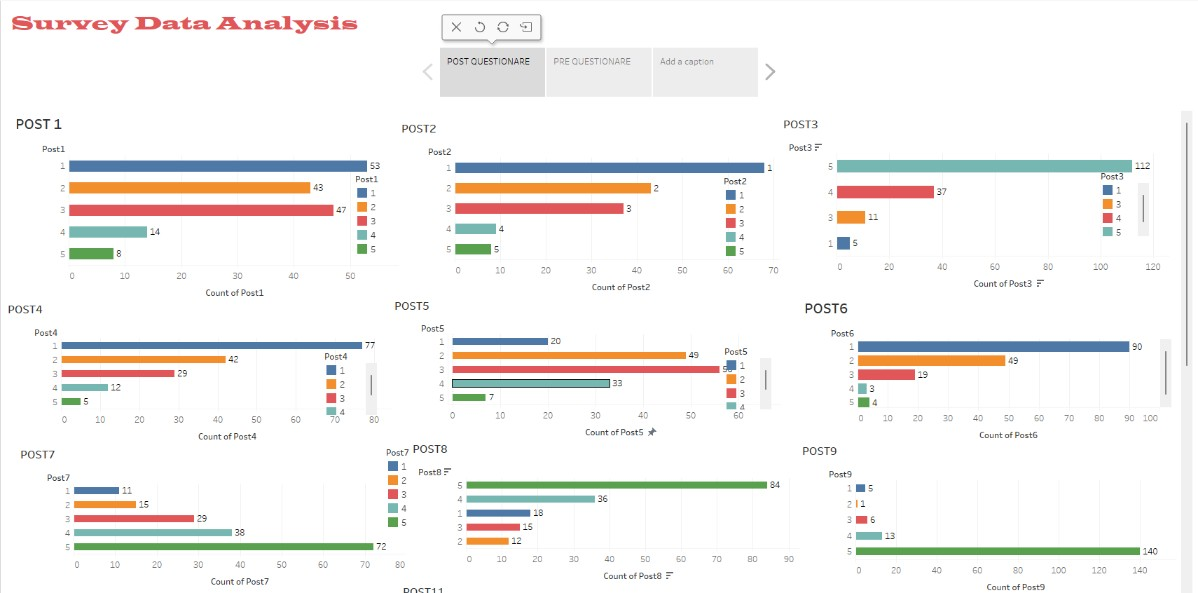 Survey Data Analysis
POST QUESTIONARE
PRE QUESTIONARE
Add a caption
POST 1
Post1
1 53
2 43
3 47
4 14
5 8
0 10 20 30 40 50
Count of Post1
Post1
1
2
3
4
5
POST2
Post2
1 1
2 2
3 3
4 4
5 5
0 10 20 30 40 50 60 70
Count of Post2
Post2
1
2
3
4
5
POST3
Post3
5 112
4 37
3 11
1 5
0 20 40 60 80 100 120
Count of Post3
Post3
1
3
4
5
POST4
Post4
1 77
2 42
3 29
4 12
5 5
0 10 20 30 40 50 60 70 80
Count of Post4
Post4
1
2
3
4
POST5
Post5
1 20
2 49
3
4 33
5 7
0 10 20 30 40 50 60
Count of Post5
Post5
1
2
3
4
POST6
Post6
1 90
2 49
3 19
4 3
5 4
0 10 20 30 40 50 60 70 80 90 100
Count of Post6
POST7
Post7
1 11
2 15
3 29
4 38
5 72
0 10 20 30 40 50 60 70 80
Count of Post7
Post7
1
2
3
4
5
POST8
Post8
5 84
4 36
1 18
3 15
2 12
0 10 20 30 40 50 60 70 80 90
Count of Post8
POST9
Post9
1 5
2 1
3 6
4 13
5 140
0 20 40 60 80 100 120 140
Count of Post9
POST11